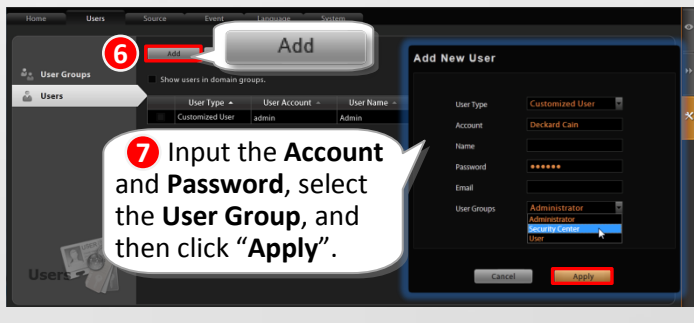 Home Users Source Event Language System
6 Add Add
User Groups
Users
Show users in domain groups.
User Type User Account User Name
Customized User admin Admin
7 Input the Account
and Password, select
the User Group, and
then click “Apply”.
Users
Add New User
User Type Customized User
Account Deckard Cain
Name
Password ••••••
Email
User Groups Administrator
Administrator
Security Center
User
Cancel Apply